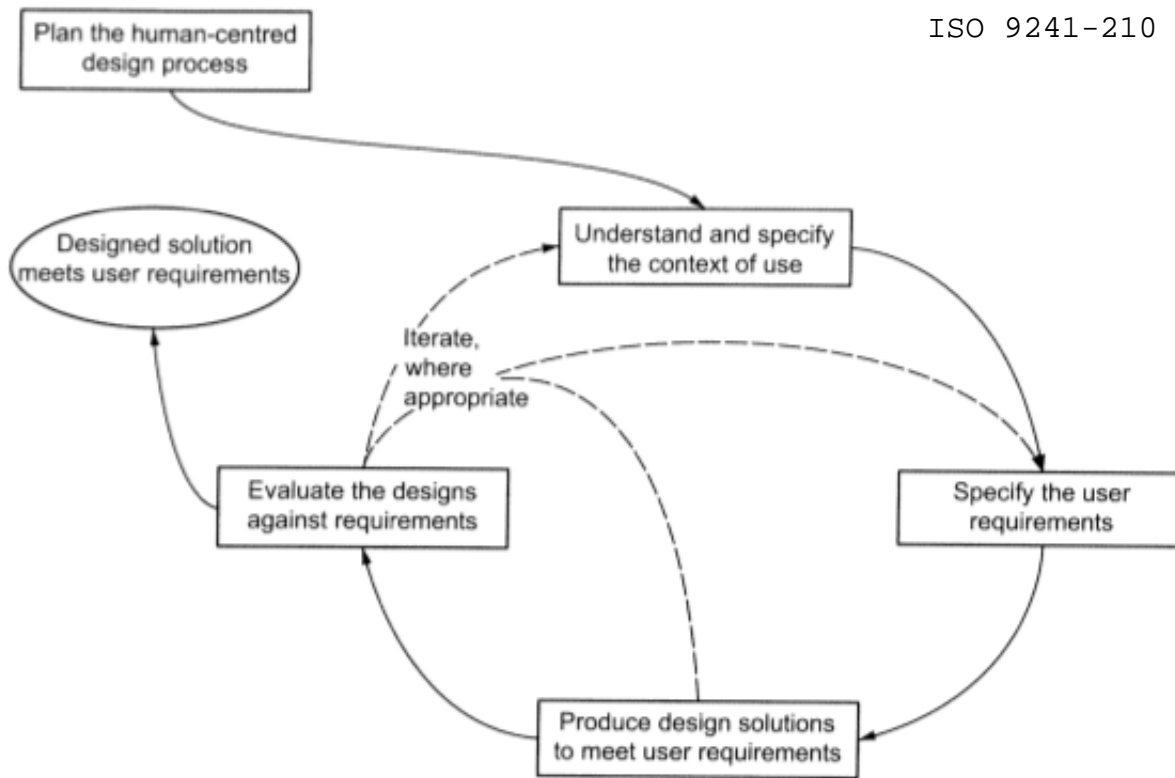 ISO 9241-210
Plan the human-centred
design process
Understand and specify
the context of use
Designed solution
meets user requirements
Iterate,
where
appropriate
Evaluate the designs
against requirements
Specify the user
requirements
Produce design solutions
to meet user requirements